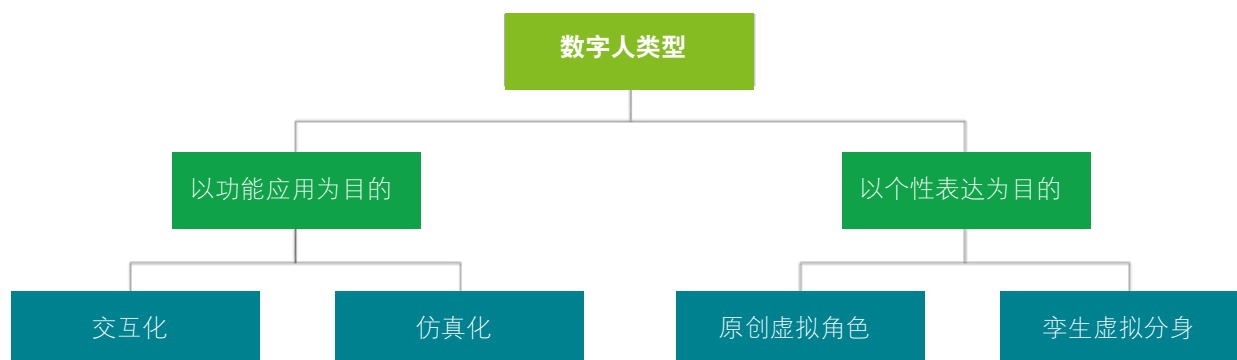 数字人类型
以功能应用为目的
以个性表达为目的
交互化
仿真化
原创虚拟角色
孪生虚拟分身